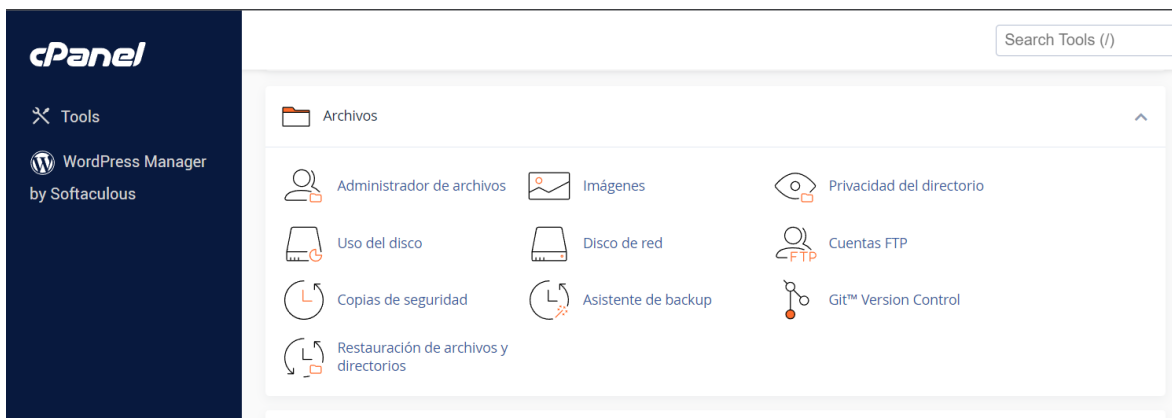 cPanel
Search Tools (/)
Tools
WordPress Manager
by Softaculous
Archivos
Administrador de archivos
Imágenes
Privacidad del directorio
Uso del disco
Disco de red
Cuentas FTP
FTP
Copias de seguridad
Asistente de backup
Git™ Version Control
Restauración de archivos y
directorios